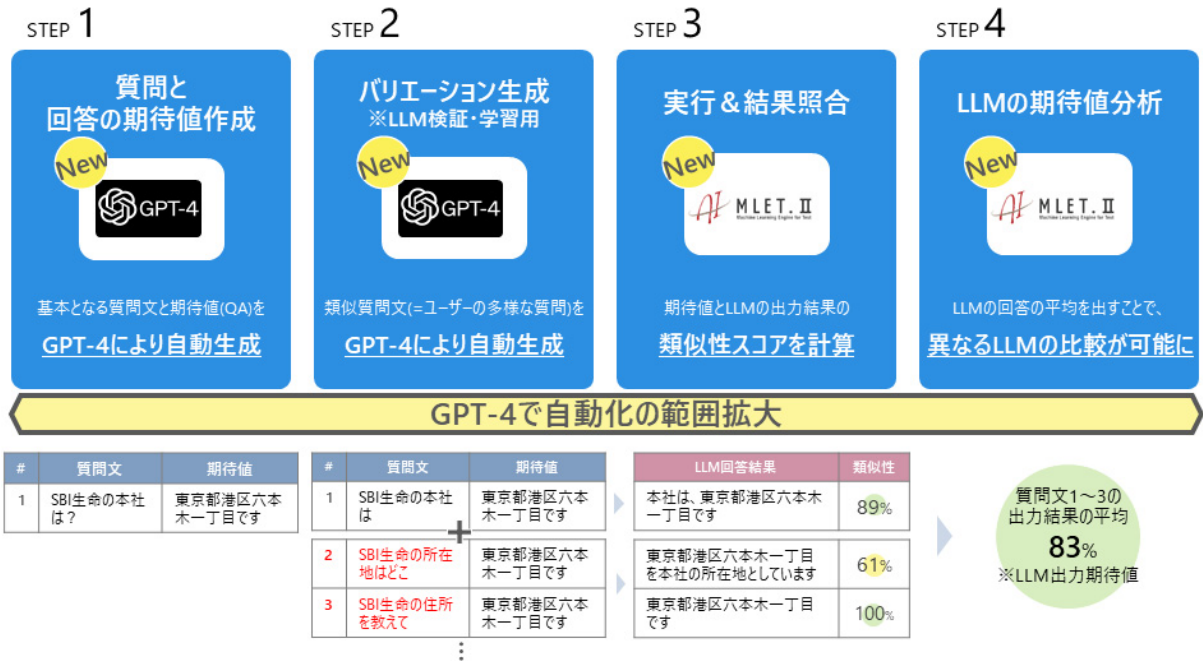 STEP 1
質問と
回答の期待値作成
New
GPT-4
基本となる質問文と期待値(QA)を
GPT-4により自動生成
STEP 2
バリエーション生成
※LLM検証・学習用
New
GPT-4
類似質問文(=ユーザーの多様な質問)を
GPT-4により自動生成
STEP 3
実行＆結果照合
New
AI MLET.Ⅱ
Machine Learning Engine for Test
期待値とLLMの出力結果の
類似性スコアを計算
STEP 4
LLMの期待値分析
New
AI MLET.Ⅱ
Machine Learning Engine for Test
LLMの回答の平均を出すことで、
異なるLLMの比較が可能に
GPT-4で自動化の範囲拡大
# 質問文 期待値
1 SBI生命の本社 東京都港区六本
は？ 木一丁目です
# 質問文 期待値
1 SBI生命の本社 東京都港区六本
は 木一丁目です
+
2 SBI生命の所在 東京都港区六本
地はどこ 木一丁目です
3 SBI生命の住所 東京都港区六本
を教えて 木一丁目です
⋮
LLM回答結果 類似性
本社は、東京都港区六本木 89%
一丁目です
東京都港区六本木一丁目 61%
を本社の所在地としています
東京都港区六本木一丁目 100%
です
質問文1～3の
出力結果の平均
83%
※LLM出力期待値